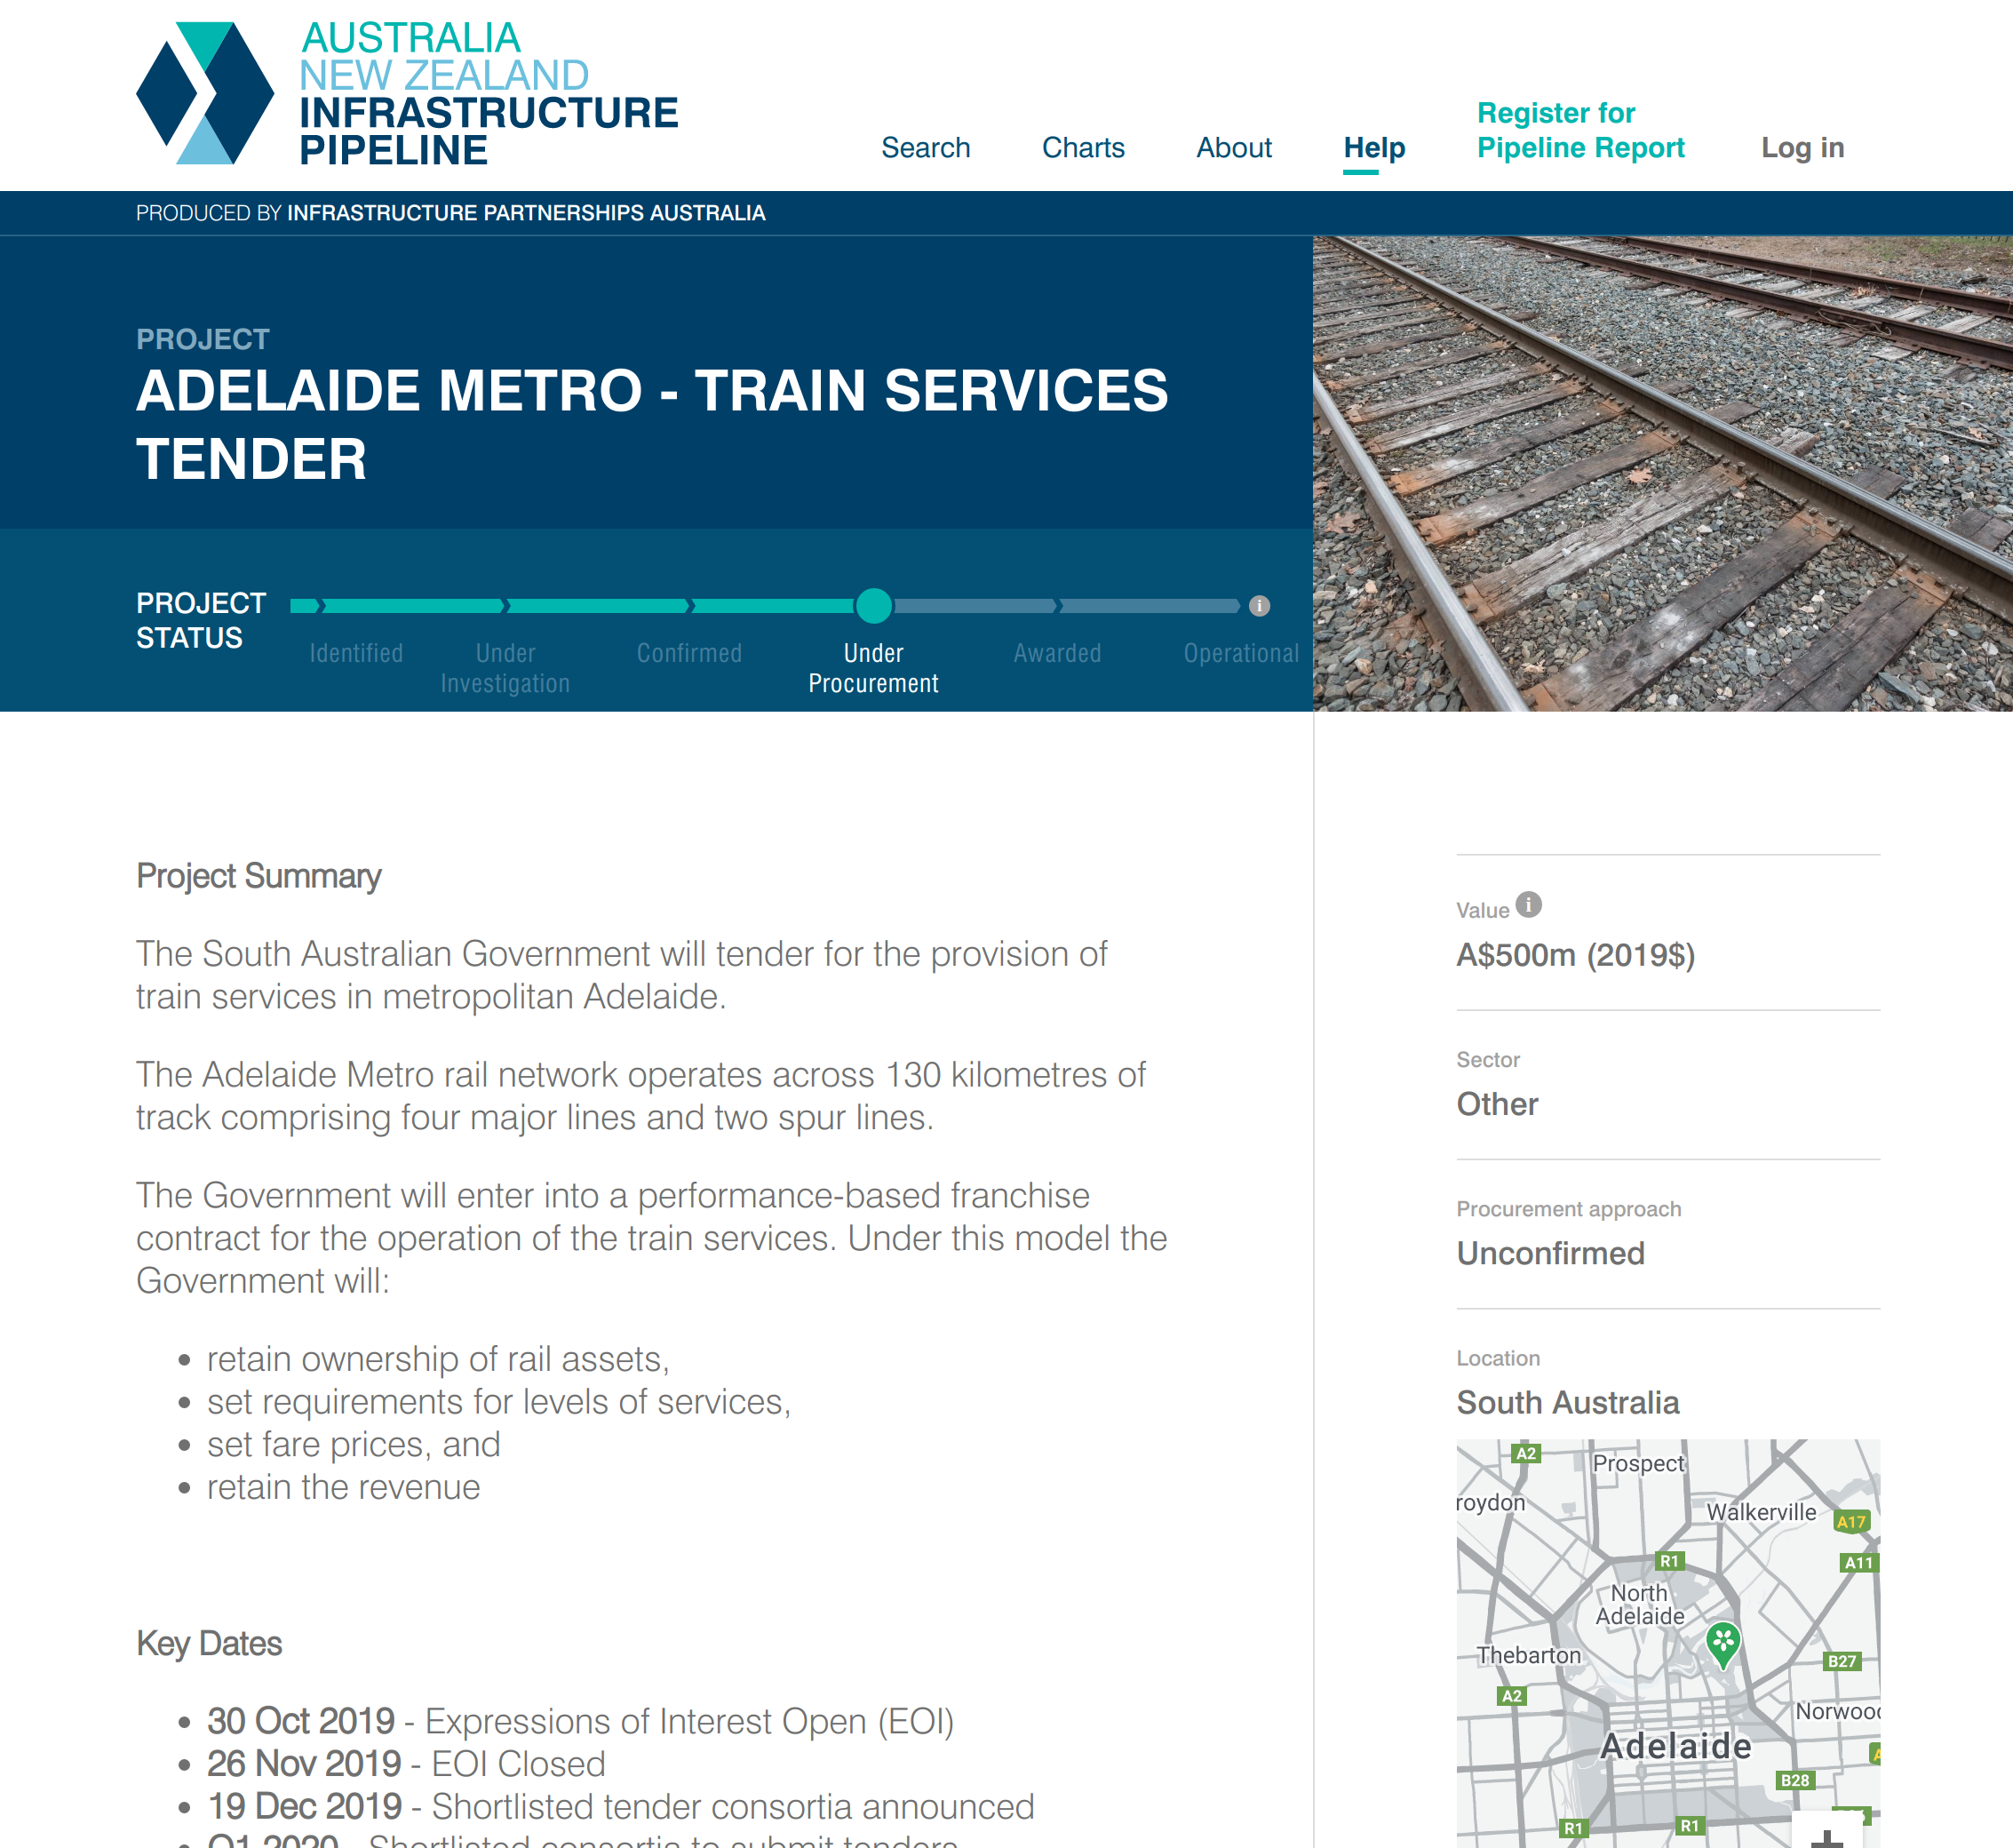 AUSTRALIA
NEW ZEALAND
INFRASTRUCTURE
PIPELINE
Search
Charts
About
Help
Register for
Pipeline Report
Log in
PRODUCED BY INFRASTRUCTURE PARTNERSHIPS AUSTRALIA
PROJECT
ADELAIDE METRO - TRAIN SERVICES
TENDER
PROJECT
STATUS
Identified
Under
Investigation
Confirmed
Under
Procurement
Awarded
Operational
i
Project Summary
The South Australian Government will tender for the provision of
train services in metropolitan Adelaide.
The Adelaide Metro rail network operates across 130 kilometres of
track comprising four major lines and two spur lines.
The Government will enter into a performance-based franchise
contract for the operation of the train services. Under this model the
Government will:
• retain ownership of rail assets,
• set requirements for levels of services,
• set fare prices, and
• retain the revenue
Key Dates
• 30 Oct 2019 - Expressions of Interest Open (EOI)
• 26 Nov 2019 - EOI Closed
• 19 Dec 2019 - Shortlisted tender consortia announced
• Q1 2020 - Shortlisted consortia to submit tenders
Value i
A$500m (2019$)
Sector
Other
Procurement approach
Unconfirmed
Location
South Australia
A2
Prospect
roydon
Walkerville
A17
R1
A11
North
Adelaide
Thebarton
B27
A2
Norwood
Adelaide
A
B28
R1
R1
+